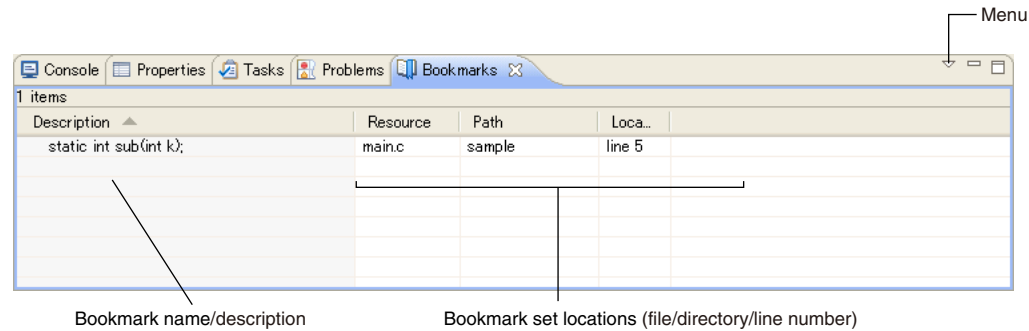 Menu
Console Properties Tasks Problems Bookmarks
1 items
Description Resource Path Loca...
static int sub(int k); main.c sample line 5
Bookmark name/description Bookmark set locations (file/directory/line number)